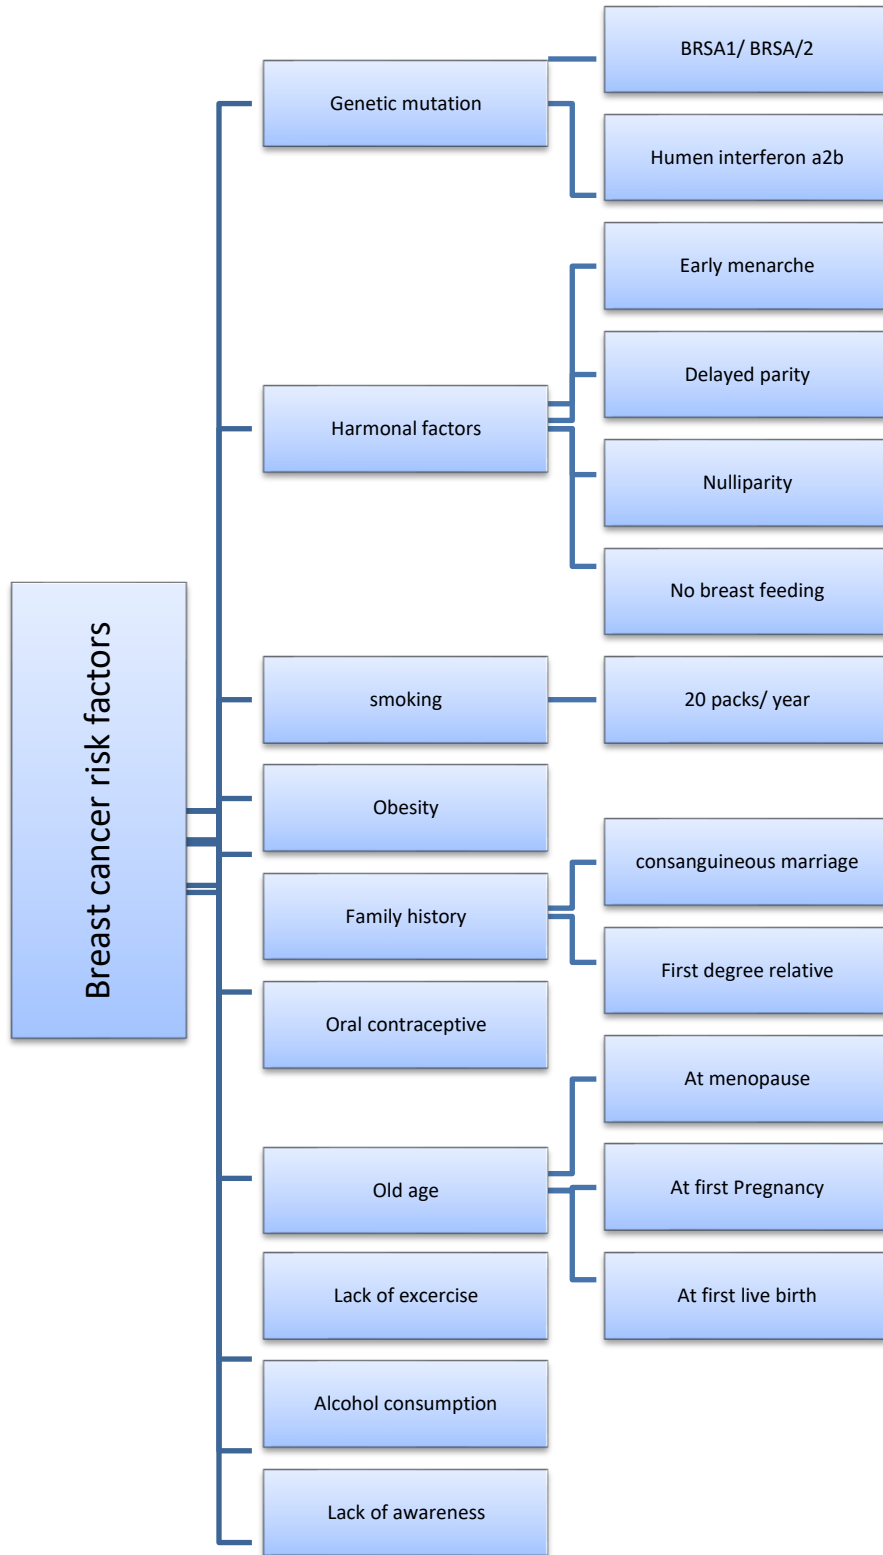 Breast cancer risk factors
Genetic mutation
BRSA1/ BRSA/2
Humen interferon a2b
Harmonal factors
Early menarche
Delayed parity
Nulliparity
No breast feeding
smoking
20 packs/ year
Obesity
Family history
consanguineous marriage
First degree relative
Oral contraceptive
Old age
At menopause
At first Pregnancy
At first live birth
Lack of excercise
Alcohol consumption
Lack of awareness